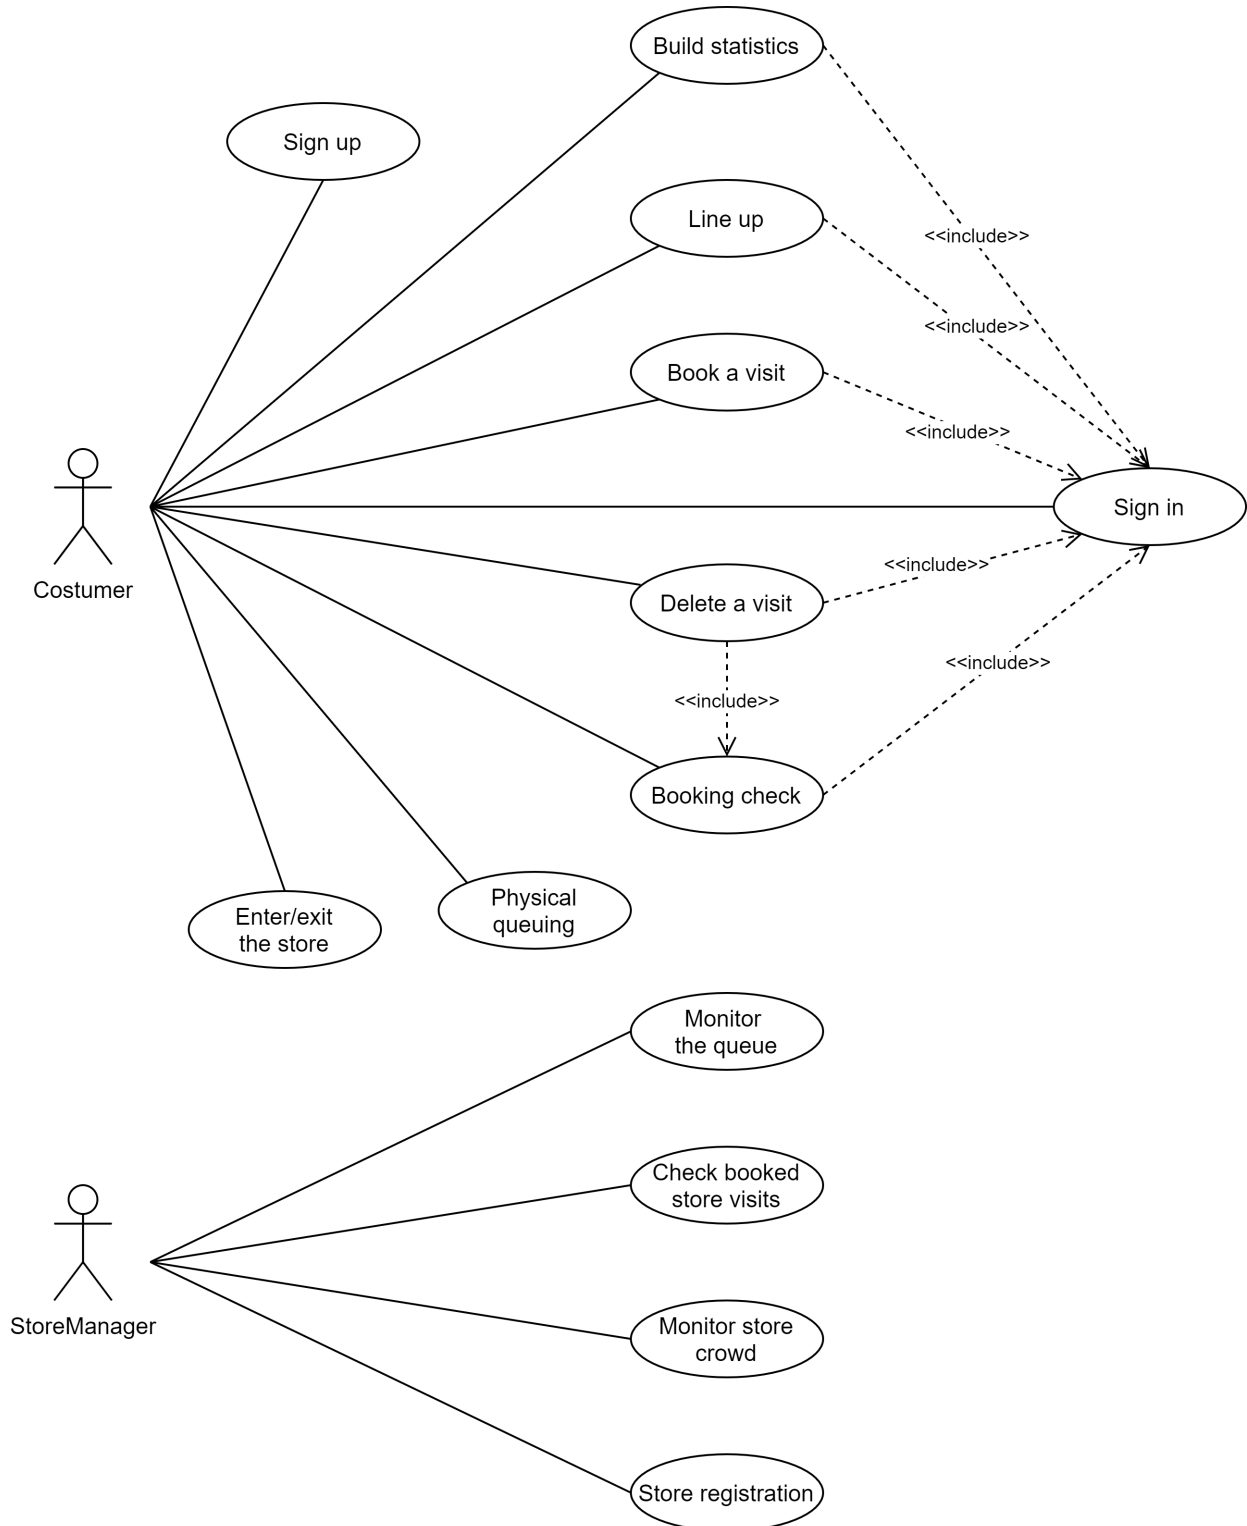 Build statistics
Sign up
Line up
<<include>>
<<include>>
Book a visit
<<include>>
Sign in
Costumer
<<include>>
Delete a visit
<<include>>
<<include>>
Booking check
Physical
queuing
Enter/exit
the store
Monitor
the queue
Check booked
store visits
StoreManager
Monitor store
crowd
Store registration